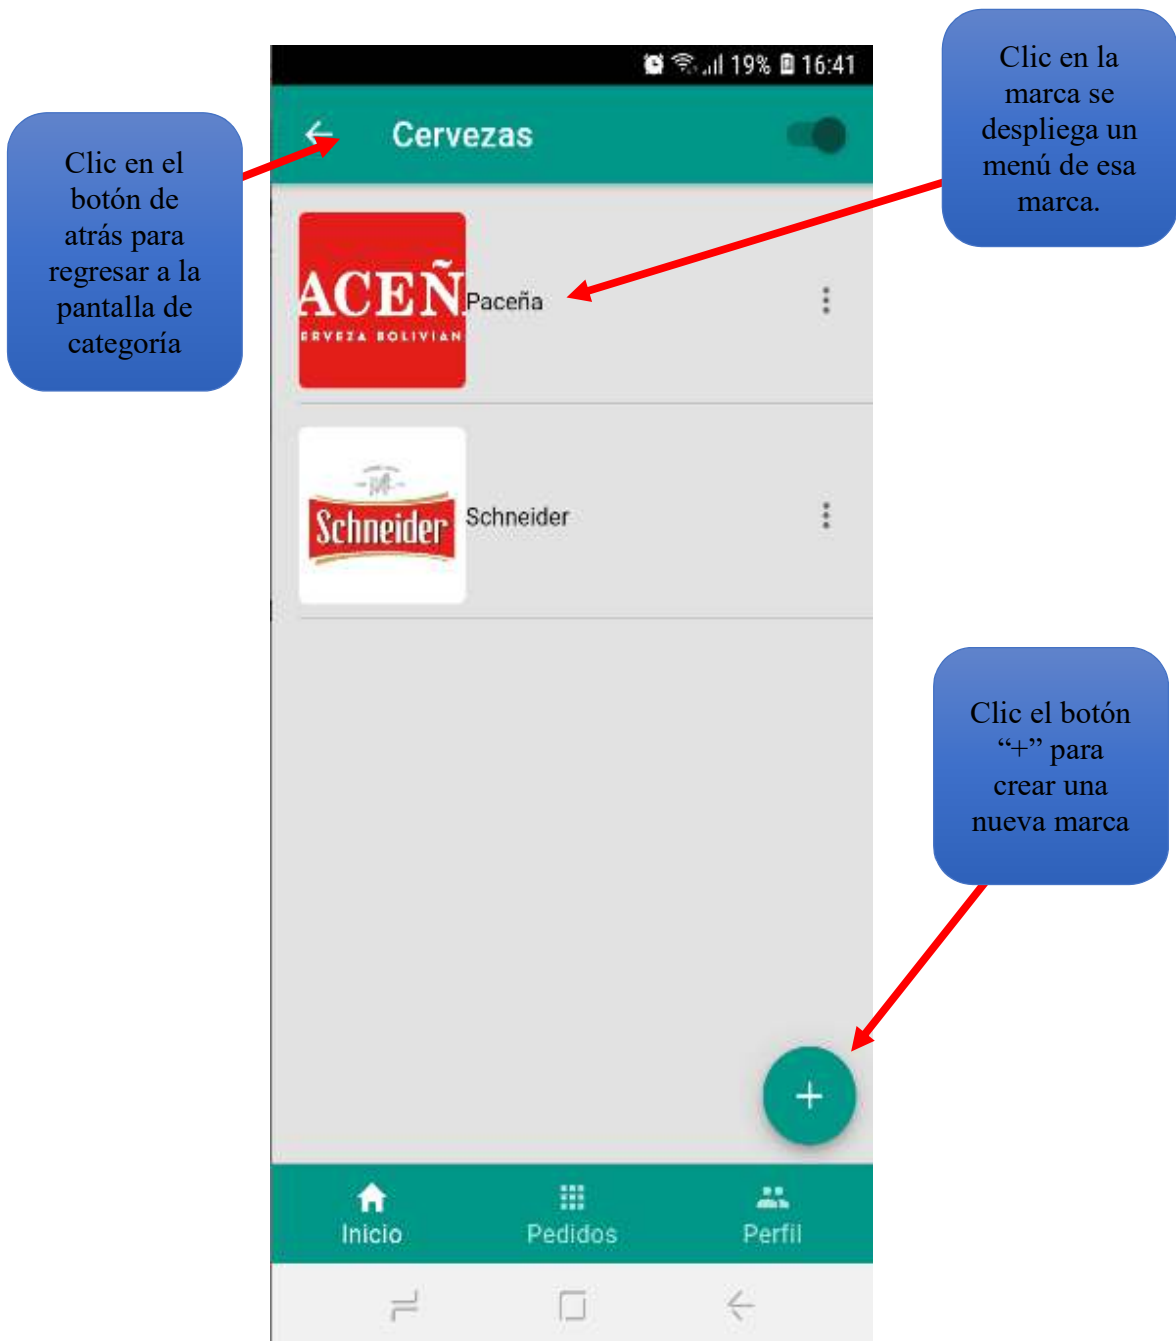 19% 16:41
Cervezas
Clic en el
botón de
atrás para
regresar a la
pantalla de
categoría
Clic en la
marca se
despliega un
menú de esa
marca.
ACEÑ
ERVEZA BOLIVIAN
Paceña
Schneider
Schneider
Clic el botón
“+” para
crear una
nueva marca
+
Inicio
Pedidos
Perfil